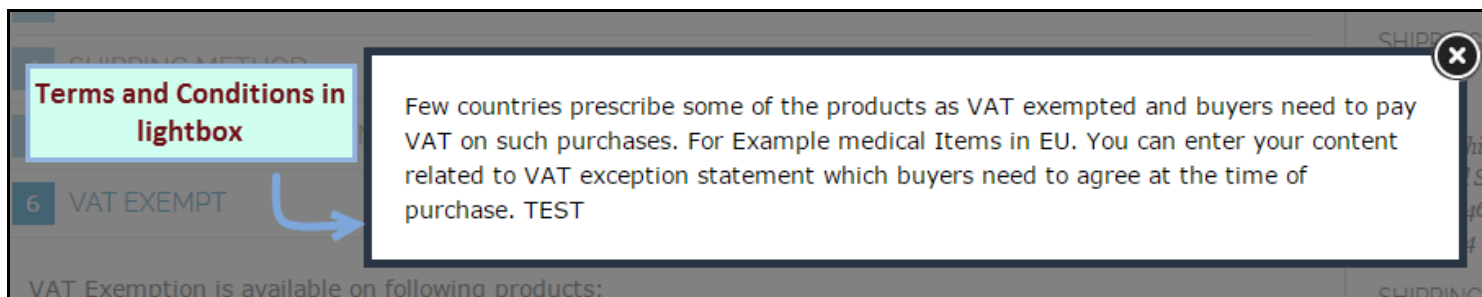 SHIPPING METHOD
Terms and Conditions in
lightbox
Few countries prescribe some of the products as VAT exempted and buyers need to pay
VAT on such purchases. For Example medical Items in EU. You can enter your content
related to VAT exception statement which buyers need to agree at the time of
purchase. TEST
6 VAT EXEMPT
VAT Exemption is available on following products:
SHIPPING